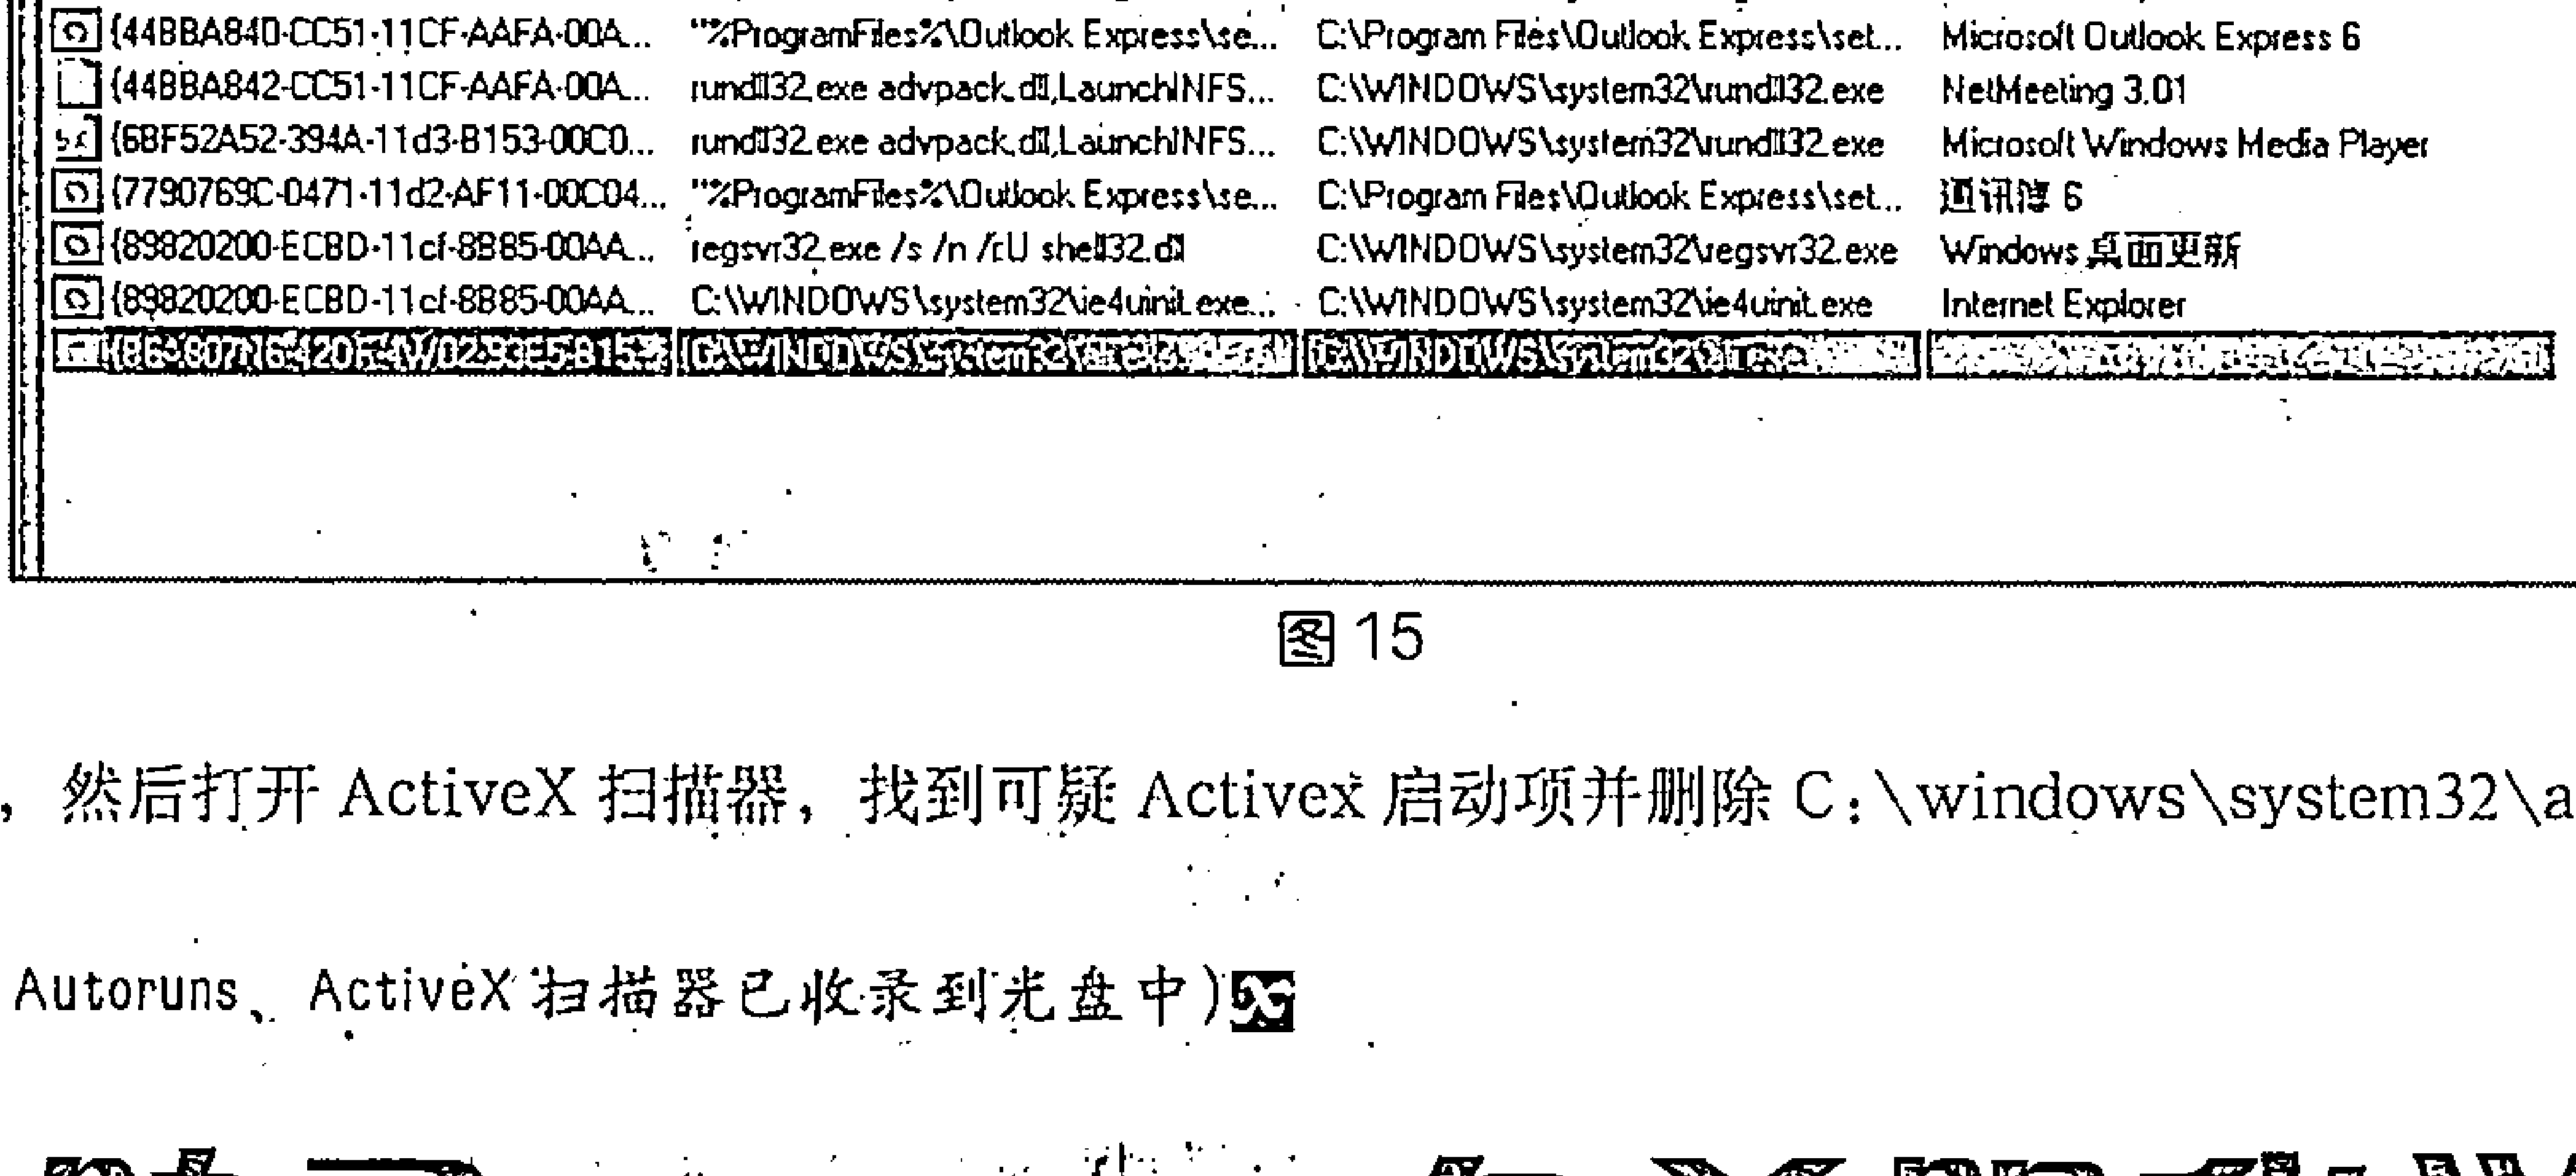 {44BBA840-CC51-11CF-AAFA-00A... "%ProgramFiles%\Outlook Express\se... C:\Program Files\Outlook Express\set... Microsoft Outlook Express 6
{44BBA842-CC51-11CF-AAFA-00A... rundll32.exe advpack.dll,LaunchINFS... C:\WINDOWS\system32\rundll32.exe NetMeeting 3.01
{6BF52A52-394A-11d3-B153-00C0... rundll32.exe advpack.dll,LaunchINFS... C:\WINDOWS\system32\rundll32.exe Microsoft Windows Media Player
{7790769C-0471-11d2-AF11-00C04... "%ProgramFiles%\Outlook Express\se... C:\Program Files\Outlook Express\set... 通讯簿 6
{89820200-ECBD-11cf-8B85-00AA... regsvr32.exe /s /n /i:U shell32.dll C:\WINDOWS\system32\regsvr32.exe Windows 桌面更新
{89820200-ECBD-11cf-8B85-00AA... C:\WINDOWS\system32\ie4uinit.exe... C:\WINDOWS\system32\ie4uinit.exe Internet Explorer
图 15
，然后打开 ActiveX 扫描器，找到可疑 Activex 启动项并删除 C：\windows\system32\a
Autoruns、ActiveX 扫描器已收录到光盘中)